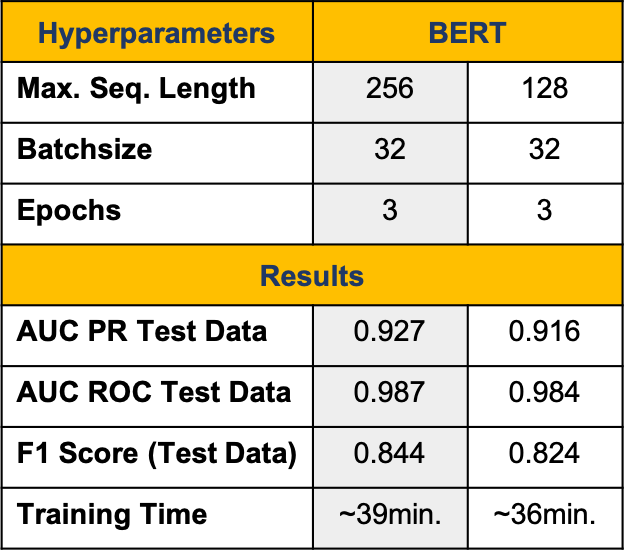 Hyperparameters BERT
Max. Seq. Length 256 128
Batchsize 32 32
Epochs 3 3
Results
AUC PR Test Data 0.927 0.916
AUC ROC Test Data 0.987 0.984
F1 Score (Test Data) 0.844 0.824
Training Time ~39min. ~36min.